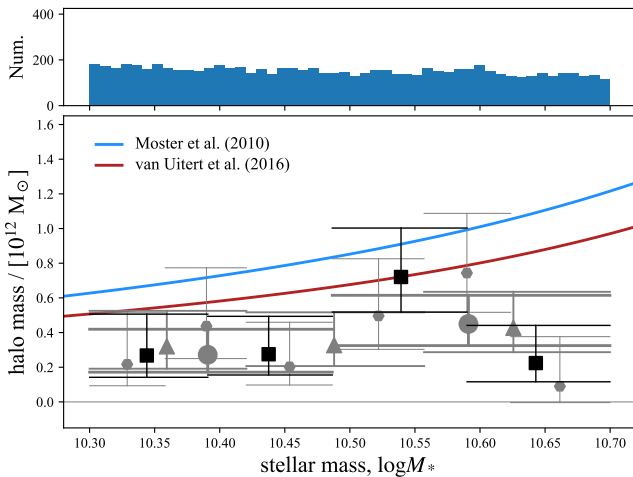 400
200
0
Num.
1.6
1.4
1.2
1.0
0.8
0.6
0.4
0.2
0.0
halo mass / [10¹² M☉]
Moster et al. (2010)
van Uitert et al. (2016)
10.30 10.35 10.40 10.45 10.50 10.55 10.60 10.65 10.70
stellar mass, logM*